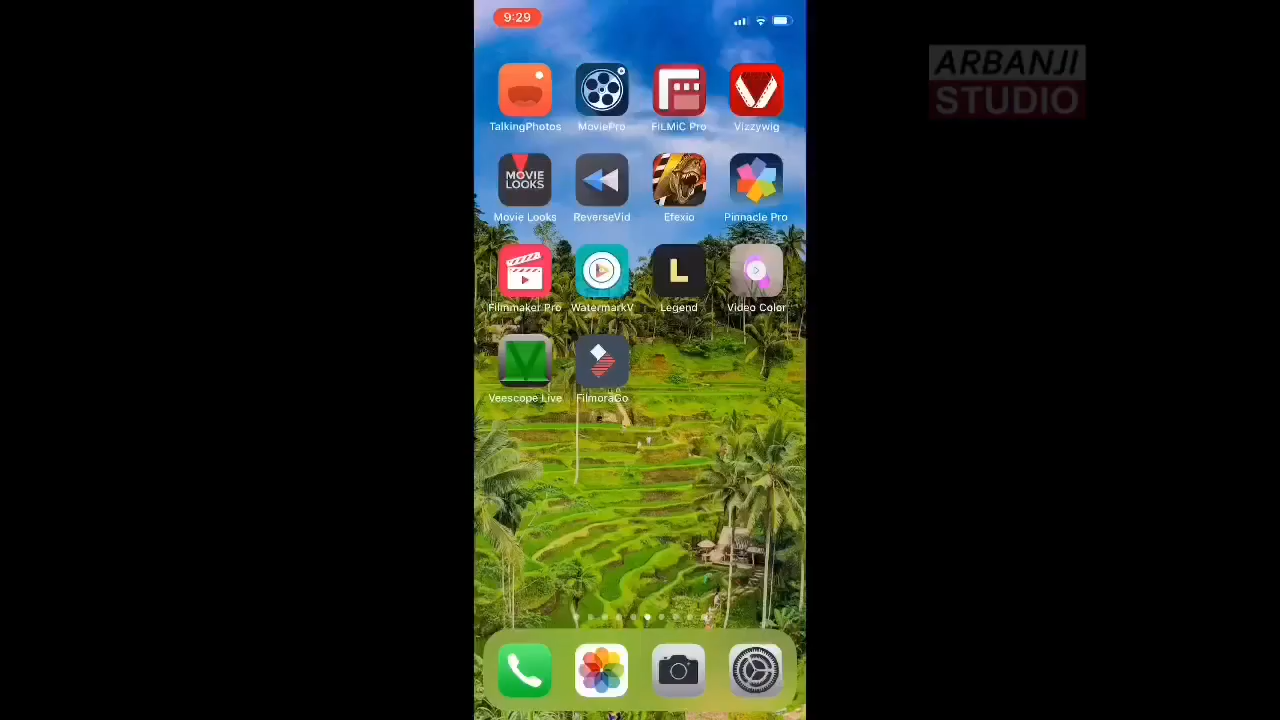 9:29
ARBANJI
STUDIO
TalkingPhotos
MoviePro
FiLMiC Pro
Vizzywig
MOVIE
LOOKS
Movie Looks
ReverseVid
Efexio
Pinnacle Pro
Filmmaker Pro
WatermarkV
L
Legend
Video Color
V
Veescope Live
FilmoraGo